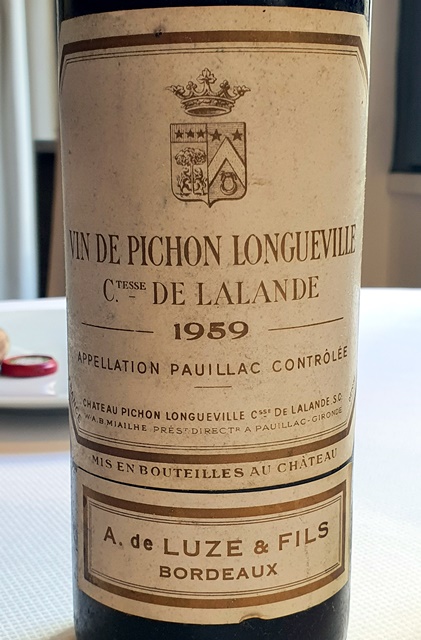 VIN DE PICHON LONGUEVILLE
C.TESSE DE LALANDE
1959
APPELLATION PAUILLAC CONTRÔLÉE
CHATEAU PICHON LONGUEVILLE CSSE DE LALANDE S.C.
W.A.B. MIAILHE PRÉST DIRECTR A PAUILLAC-GIRONDE
MIS EN BOUTEILLES AU CHÂTEAU
A. de LUZE & FILS
BORDEAUX